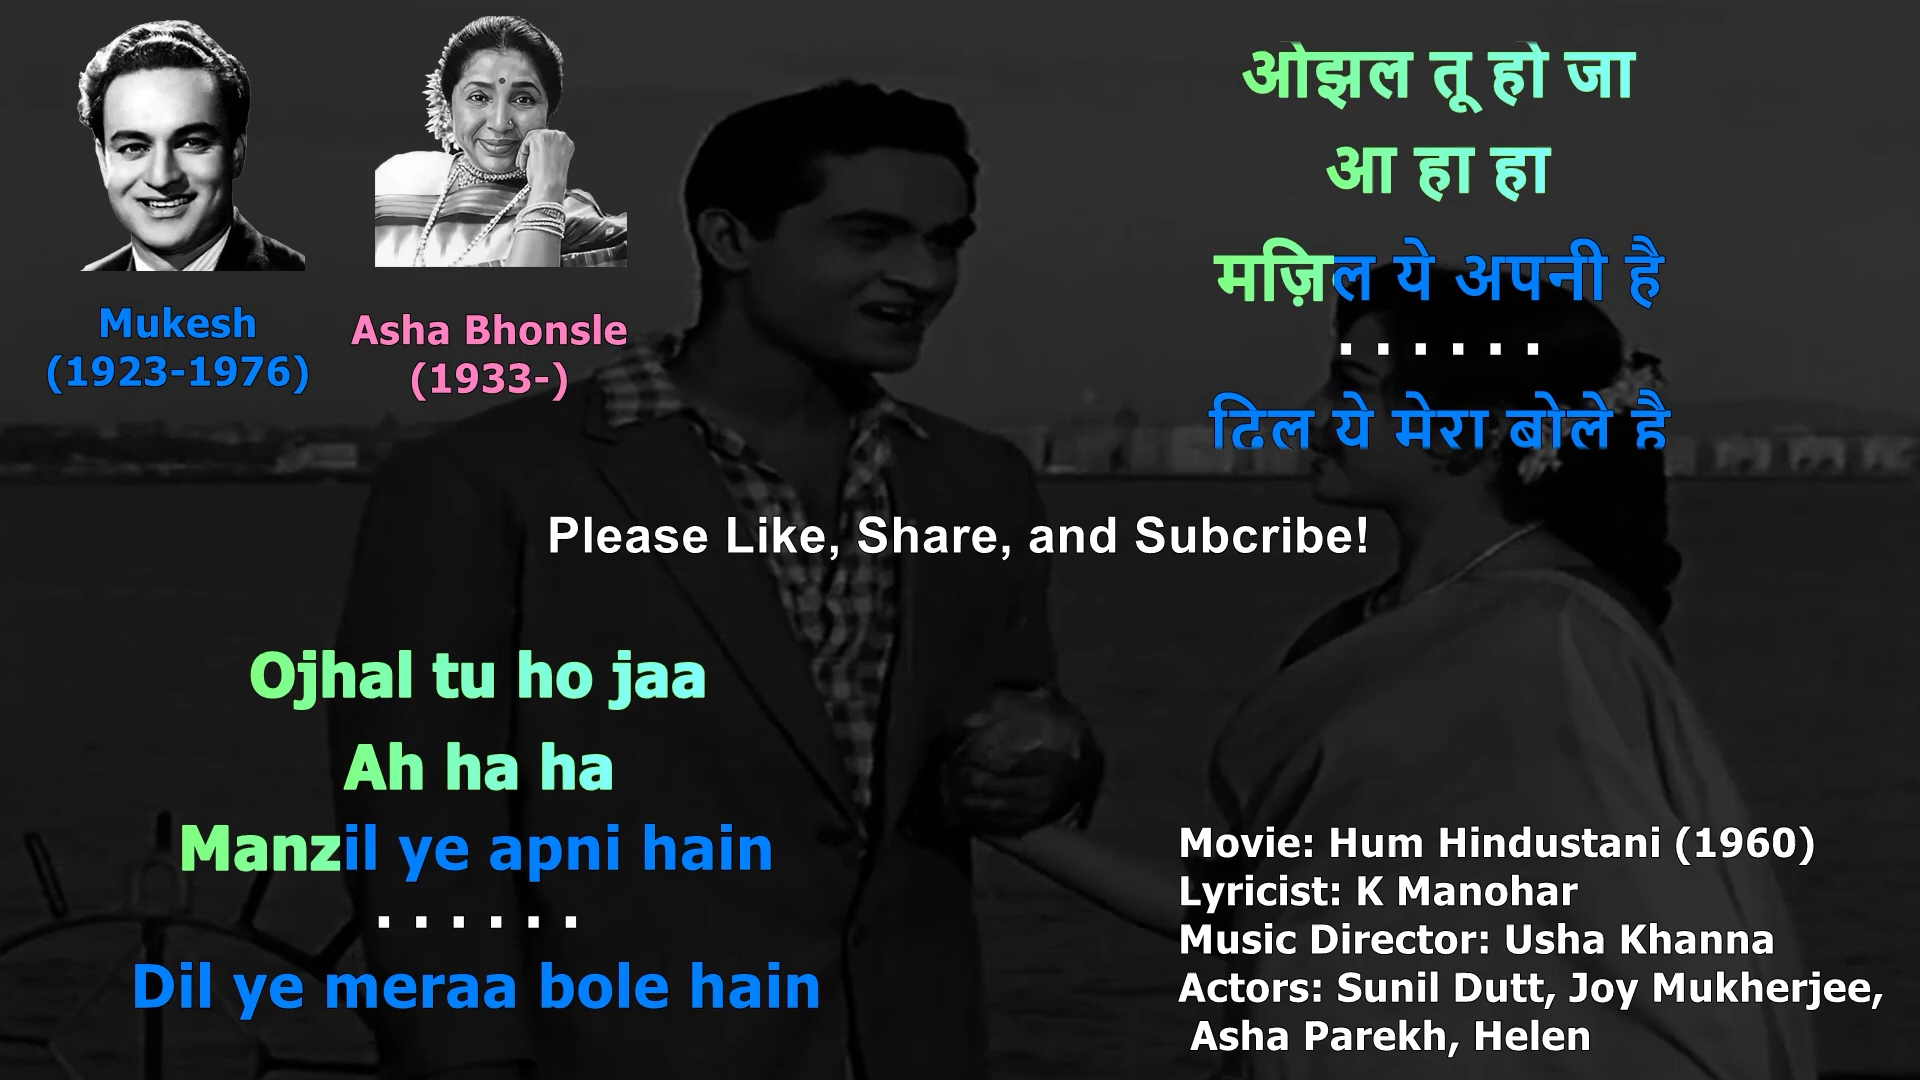 Mukesh
(1923-1976)
Asha Bhonsle
(1933-)
ओझल तू हो जा
आ हा हा
मज़िल ये अपनी है
......
दिल ये मेरा बोले है
Please Like, Share, and Subcribe!
Ojhal tu ho jaa
Ah ha ha
Manzil ye apni hain
......
Dil ye meraa bole hain
Movie: Hum Hindustani (1960)
Lyricist: K Manohar
Music Director: Usha Khanna
Actors: Sunil Dutt, Joy Mukherjee,
Asha Parekh, Helen